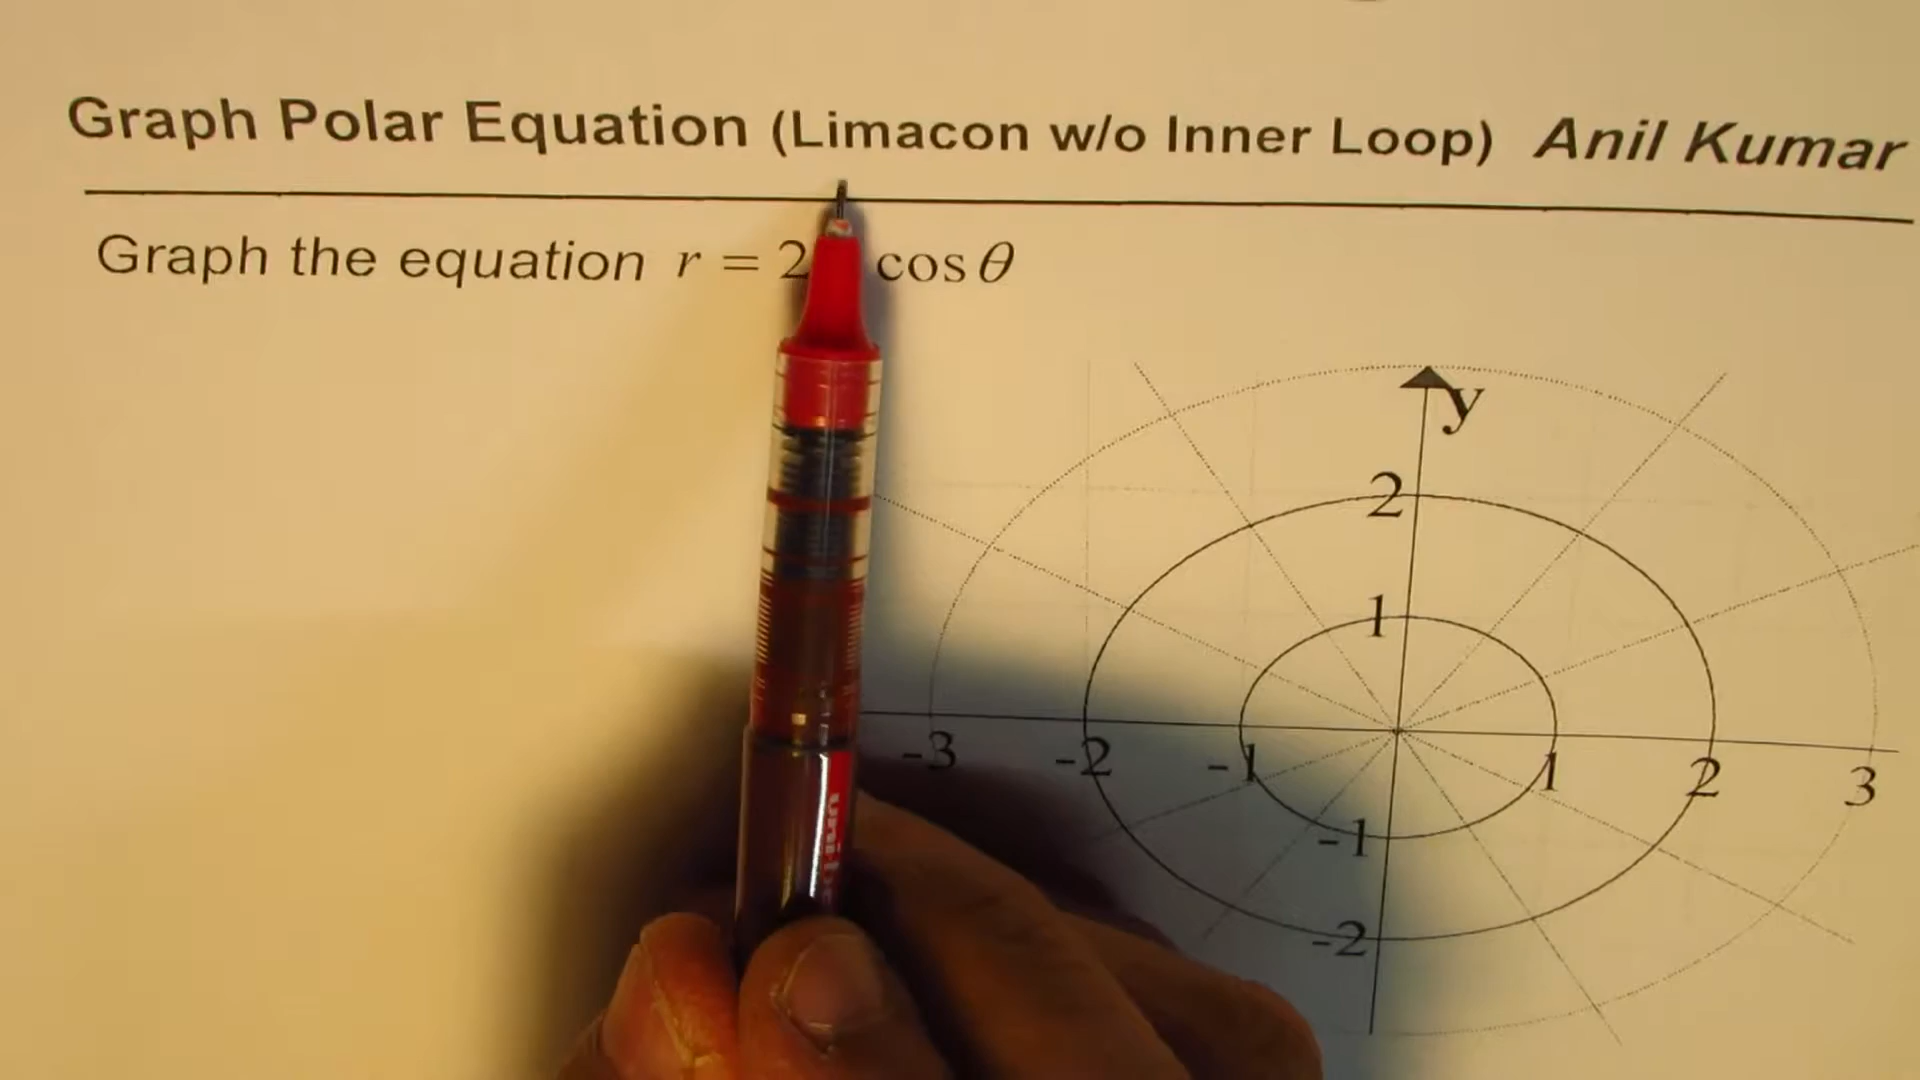 Graph Polar Equation (Limacon w/o Inner Loop) Anil Kumar
Graph the equation r = 2 cos θ
y
2
1
-3 -2 -1 1 2 3
-1
-2
uni